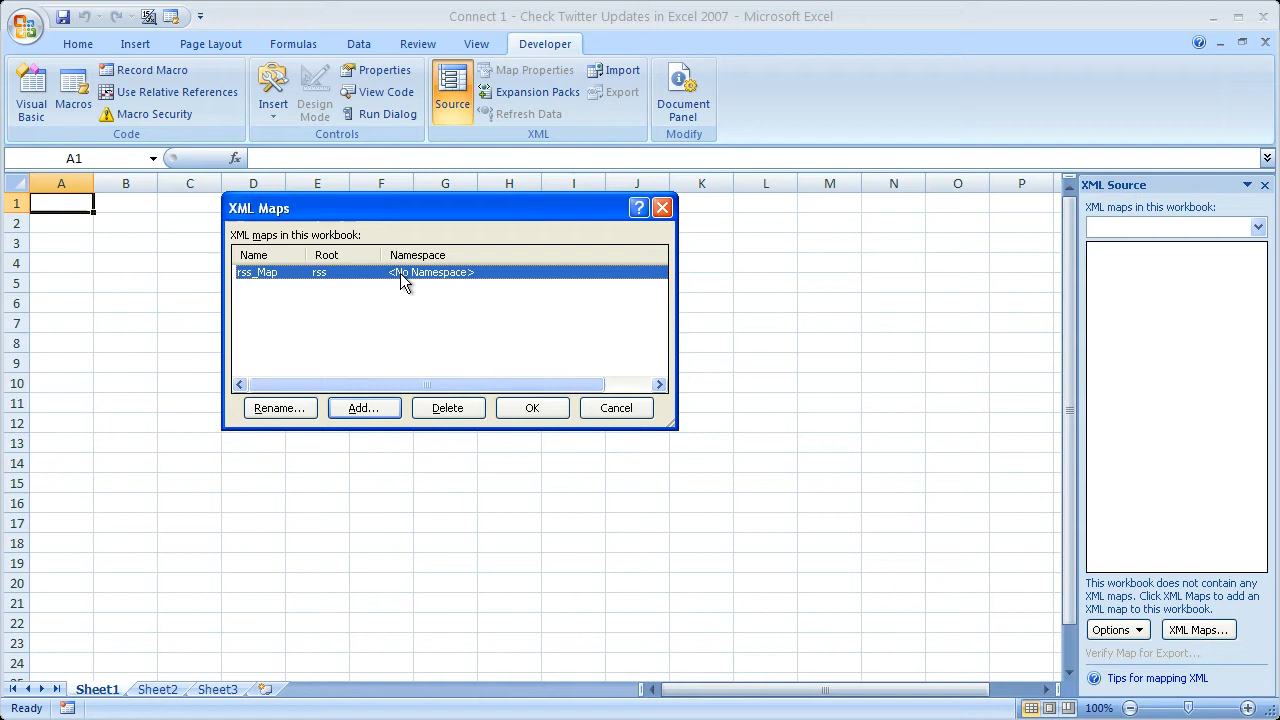 Connect 1 - Check Twitter Updates in Excel 2007 - Microsoft Excel
Home Insert Page Layout Formulas Data Review View Developer
Visual Basic
Macros
Record Macro
Use Relative References
Macro Security
Code
Insert
Design Mode
Properties
View Code
Run Dialog
Controls
Source
Map Properties
Expansion Packs
Refresh Data
Import
Export
XML
Document Panel
Modify
A1
fx
A B C D E F G H I J K L M N O P
1
2
3
4
5
6
7
8
9
10
11
12
13
14
15
16
17
18
19
20
21
22
23
24
XML Maps
XML maps in this workbook:
Name Root Namespace
rss_Map rss <No Namespace>
Rename... Add... Delete OK Cancel
XML Source
XML maps in this workbook:
This workbook does not contain any
XML maps. Click XML Maps to add an
XML map to this workbook.
Options XML Maps...
Verify Map for Export...
Tips for mapping XML
Sheet1 Sheet2 Sheet3
Ready
100%